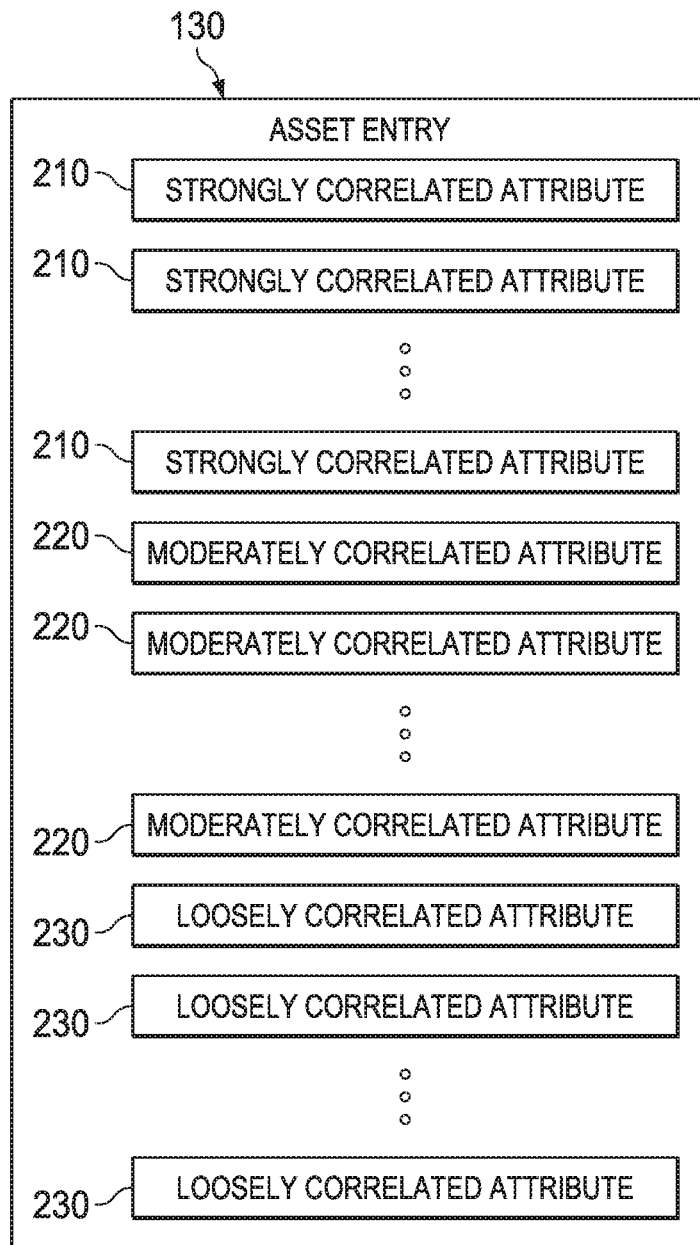 130
ASSET ENTRY
210 STRONGLY CORRELATED ATTRIBUTE
210 STRONGLY CORRELATED ATTRIBUTE
210 STRONGLY CORRELATED ATTRIBUTE
220 MODERATELY CORRELATED ATTRIBUTE
220 MODERATELY CORRELATED ATTRIBUTE
220 MODERATELY CORRELATED ATTRIBUTE
230 LOOSELY CORRELATED ATTRIBUTE
230 LOOSELY CORRELATED ATTRIBUTE
230 LOOSELY CORRELATED ATTRIBUTE